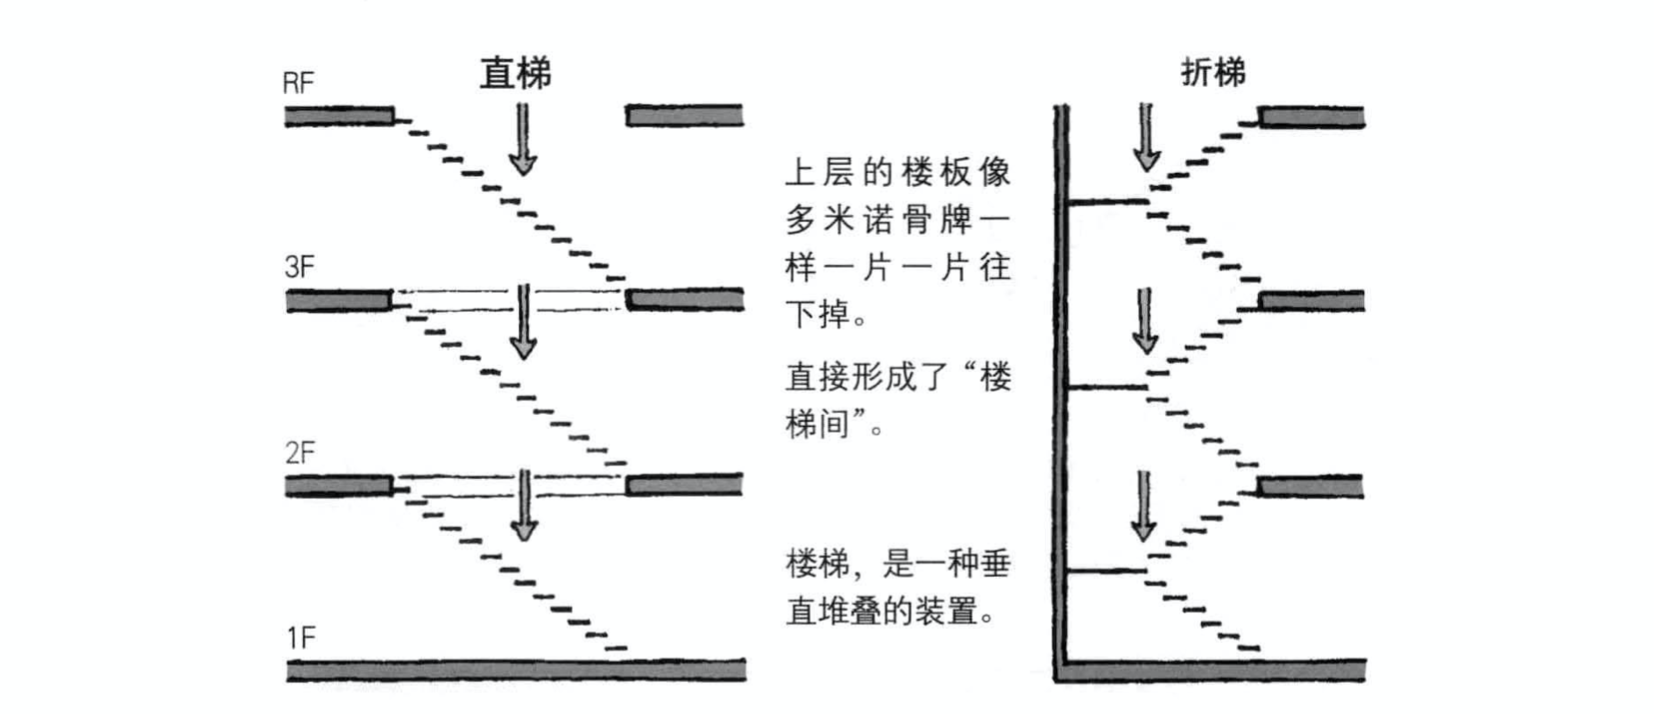 直梯
RF
3F
2F
1F
上层的楼板像
多米诺骨牌一
样一片一片往
下掉。
直接形成了“楼
梯间”。
楼梯，是一种垂
直堆叠的装置。
折梯